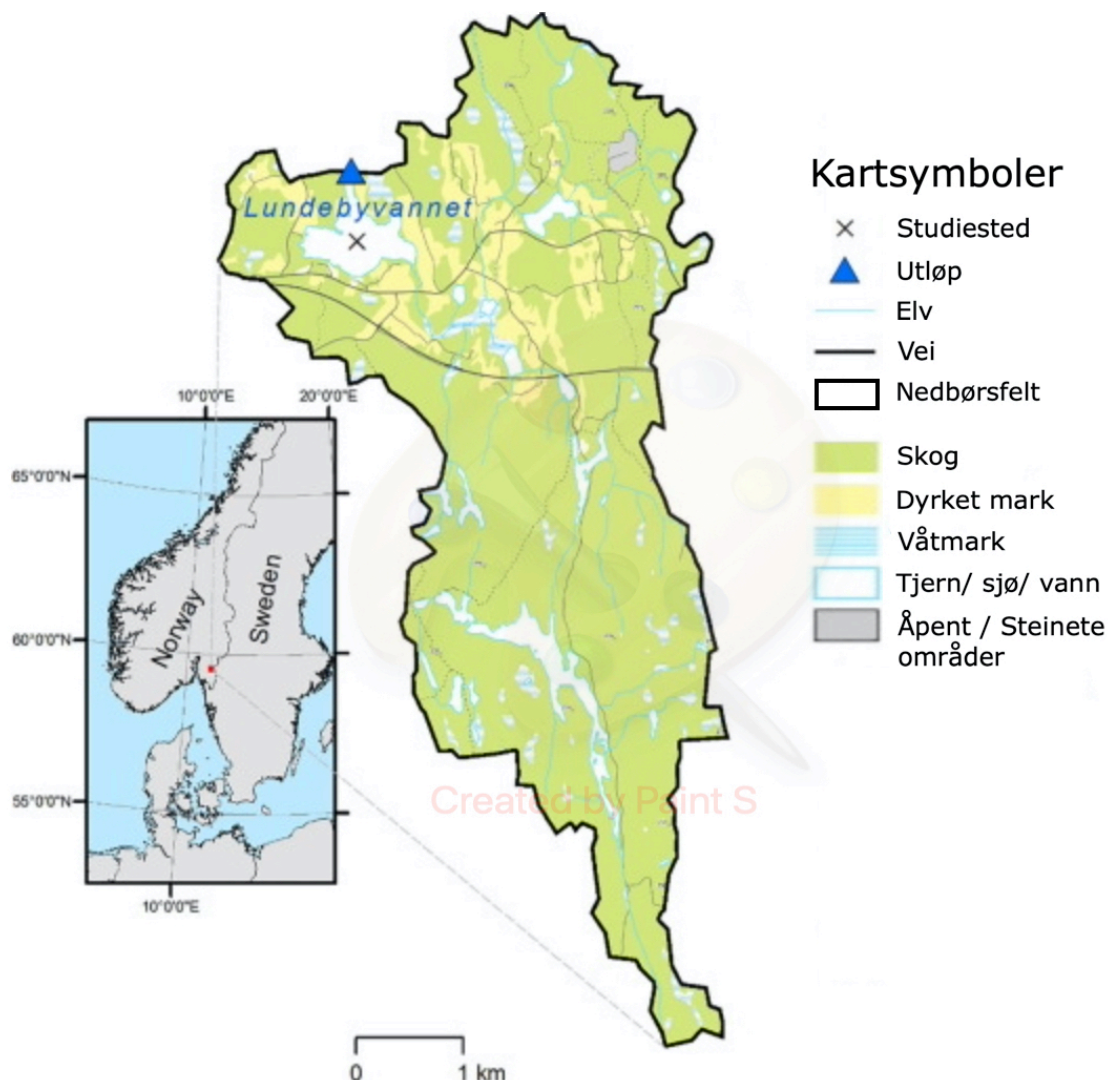 Lundebyvannet
Kartsymboler
Studiested
Utløp
Elv
Vei
Nedbørsfelt
Skog
Dyrket mark
Våtmark
Tjern/ sjø/ vann
Åpent / Steinete
områder
10°0'0"E
20°0'0"E
65°0'0"N
60°0'0"N
55°0'0"N
Norway
Sweden
10°0'0"E
Created by Paint S
0
1 km